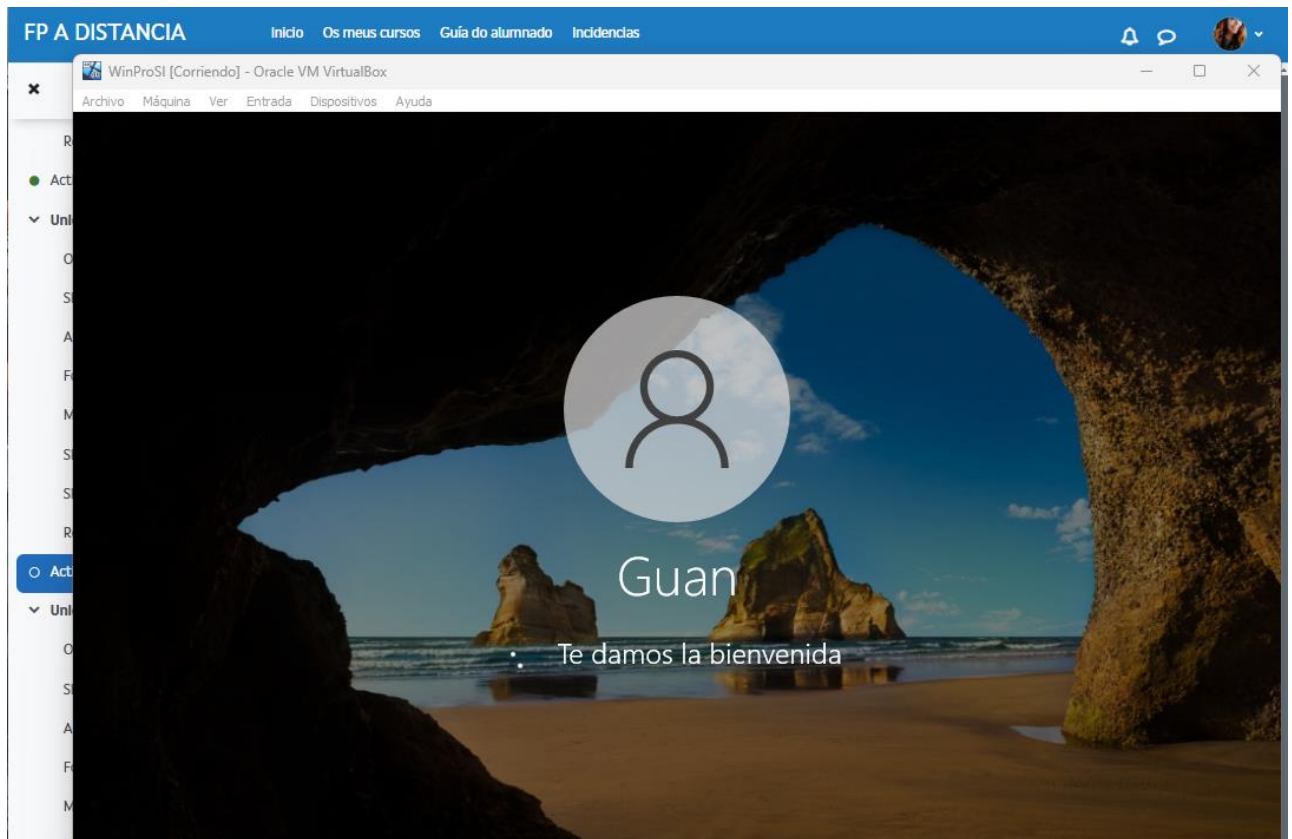 FP A DISTANCIA Inicio Os meus cursos Guía do alumnado Incidencias
WinProSI [Corriendo] - Oracle VM VirtualBox
Archivo Máquina Ver Entrada Dispositivos Ayuda
Guan
Te damos la bienvenida